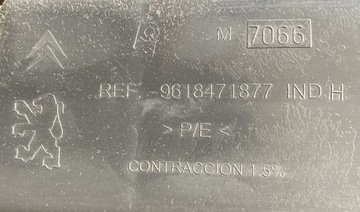 Q M-7066
REF. -9618471877 IND.H
> P/E <
CONTRACCION 1,5%